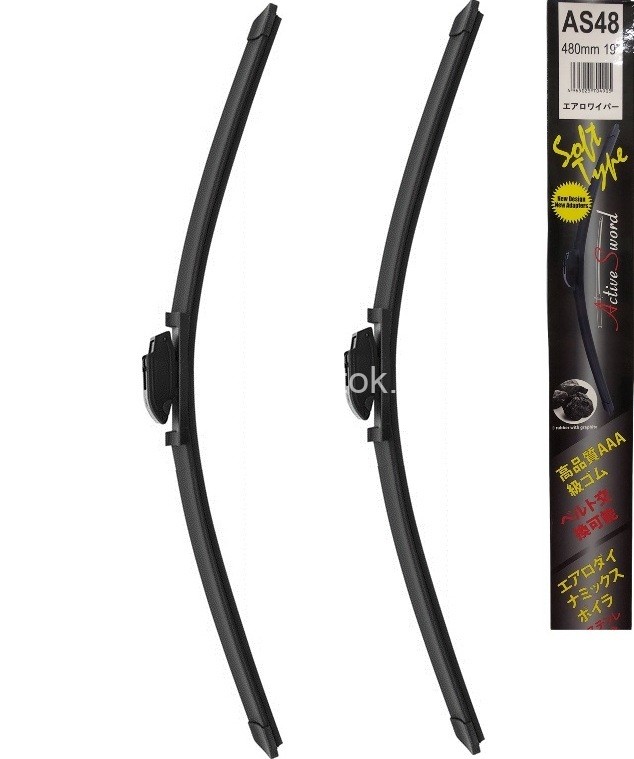 AS48
480mm 19"
エアロワイパー
Soft
Type
New Design
New Adapters
Active Sword
rubber with graphite
高品質AAA
級ゴム
ベルト交
換可能
エアロダイ
ナミックス
ホイラ
ok.